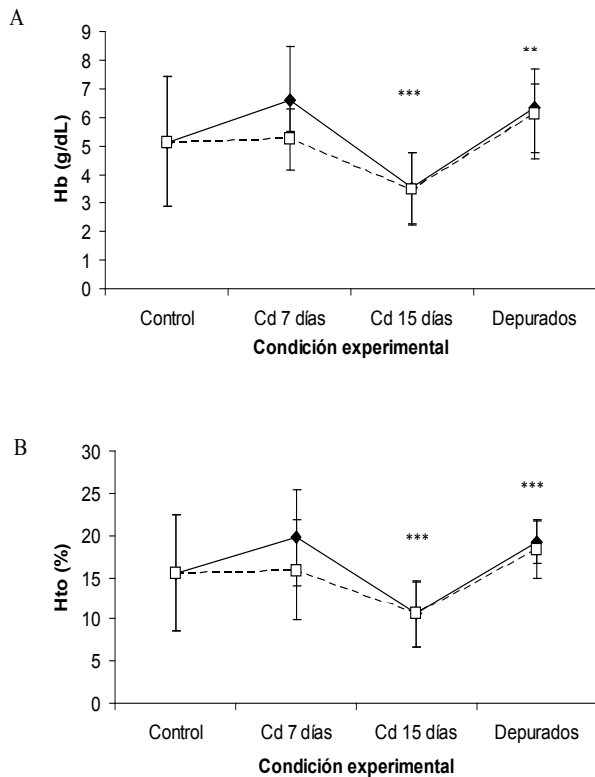 A
Hb (g/dL)
9
8
7
6
5
4
3
2
1
0
***
**
Control
Cd 7 días
Cd 15 días
Depurados
Condición experimental
B
Hto (%)
30
25
20
15
10
5
0
***
***
Control
Cd 7 días
Cd 15 días
Depurados
Condición experimental